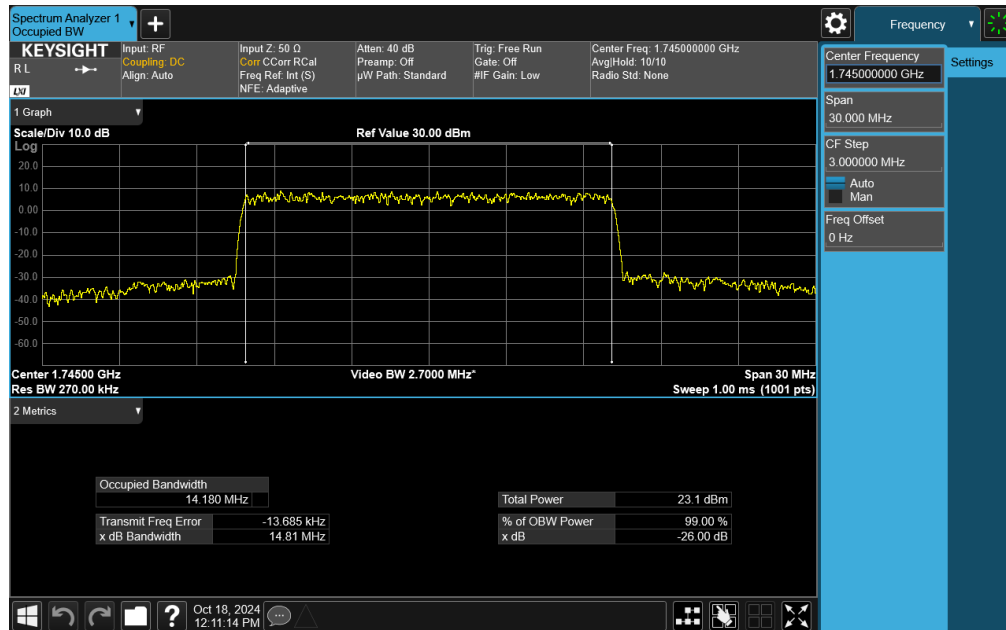 Spectrum Analyzer 1
Occupied BW
Frequency
KEYSIGHT
R L
LXI
Input: RF
Coupling: DC
Align: Auto
Input Z: 50 Ω
Corr CCorr RCal
Freq Ref: Int (S)
NFE: Adaptive
Atten: 40 dB
Preamp: Off
µW Path: Standard
Trig: Free Run
Gate: Off
#IF Gain: Low
Center Freq: 1.745000000 GHz
Avg|Hold: 10/10
Radio Std: None
Center Frequency
1.745000000 GHz
Settings
Span
30.000 MHz
CF Step
3.000000 MHz
Auto
Man
Freq Offset
0 Hz
1 Graph
Scale/Div 10.0 dB
Ref Value 30.00 dBm
Log
20.0
10.0
0.00
-10.0
-20.0
-30.0
-40.0
-50.0
-60.0
Center 1.74500 GHz
Video BW 2.7000 MHz*
Span 30 MHz
Res BW 270.00 kHz
Sweep 1.00 ms (1001 pts)
2 Metrics
Occupied Bandwidth
14.180 MHz
Total Power 23.1 dBm
Transmit Freq Error -13.685 kHz
% of OBW Power 99.00 %
x dB Bandwidth 14.81 MHz
x dB -26.00 dB
?
Oct 18, 2024
12:11:14 PM